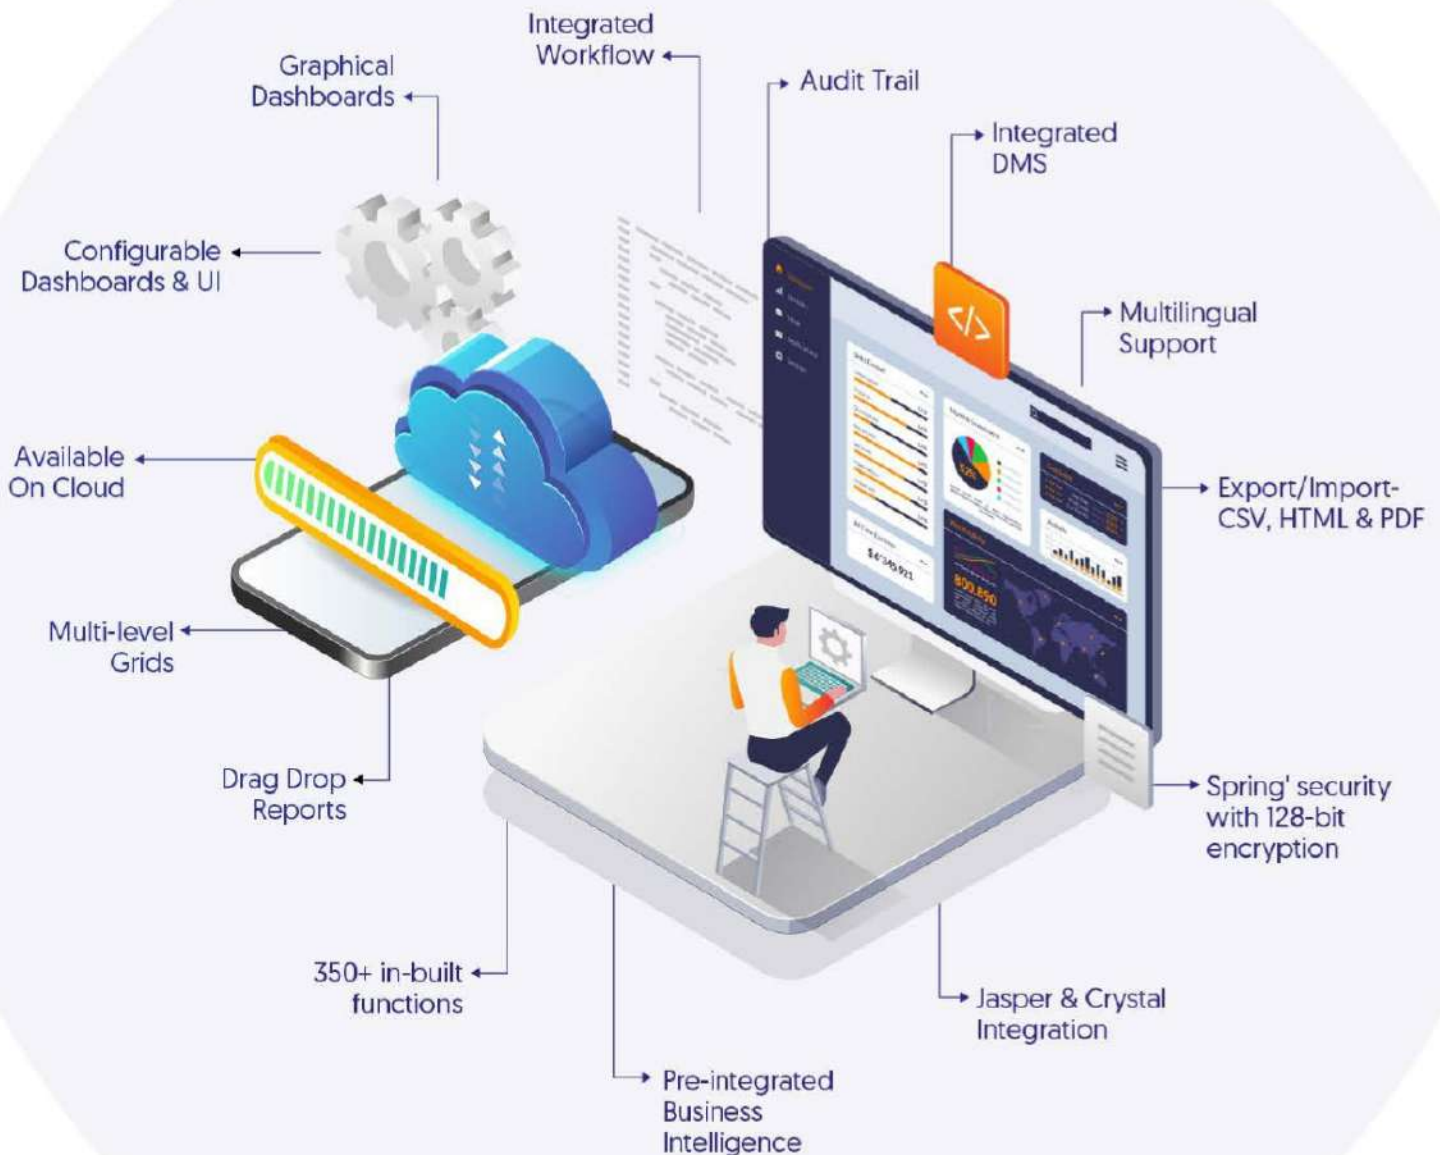 Integrated
Workflow
Graphical
Dashboards
Audit Trail
Integrated
DMS
Configurable
Dashboards & UI
Multilingual
Support
Available
On Cloud
Export/Import-
CSV, HTML & PDF
</>
800.890
Multi-level
Grids
Drag Drop
Reports
Spring' security
with 128-bit
encryption
350+ in-built
functions
Jasper & Crystal
Integration
Pre-integrated
Business
Intelligence